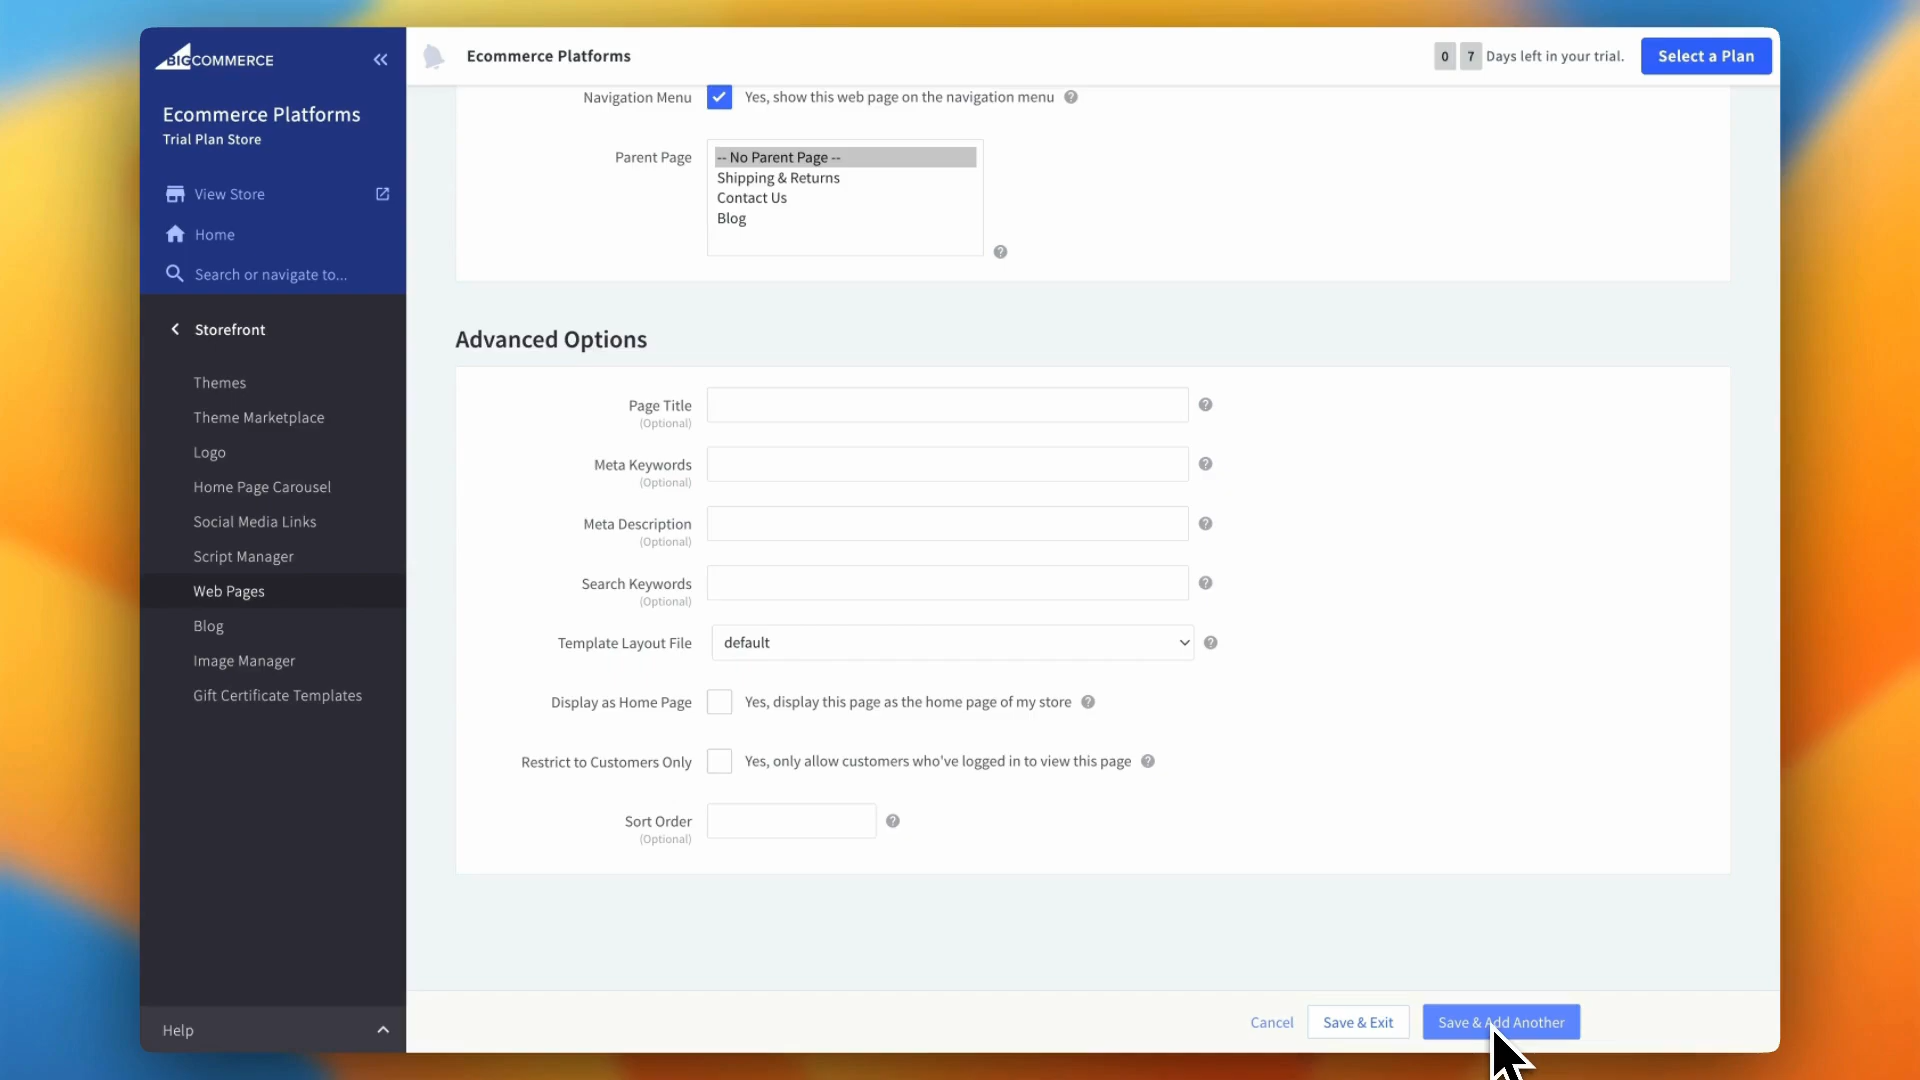 BIGCOMMERCE
Ecommerce Platforms
0 7 Days left in your trial.
Select a Plan
Ecommerce Platforms
Trial Plan Store
View Store
Home
Search or navigate to...
Storefront
Themes
Theme Marketplace
Logo
Home Page Carousel
Social Media Links
Script Manager
Web Pages
Blog
Image Manager
Gift Certificate Templates
Help
Navigation Menu
Yes, show this web page on the navigation menu
Parent Page
-- No Parent Page --
Shipping & Returns
Contact Us
Blog
Advanced Options
Page Title
(Optional)
Meta Keywords
(Optional)
Meta Description
(Optional)
Search Keywords
(Optional)
Template Layout File
default
Display as Home Page
Yes, display this page as the home page of my store
Restrict to Customers Only
Yes, only allow customers who've logged in to view this page
Sort Order
(Optional)
Cancel
Save & Exit
Save & Add Another